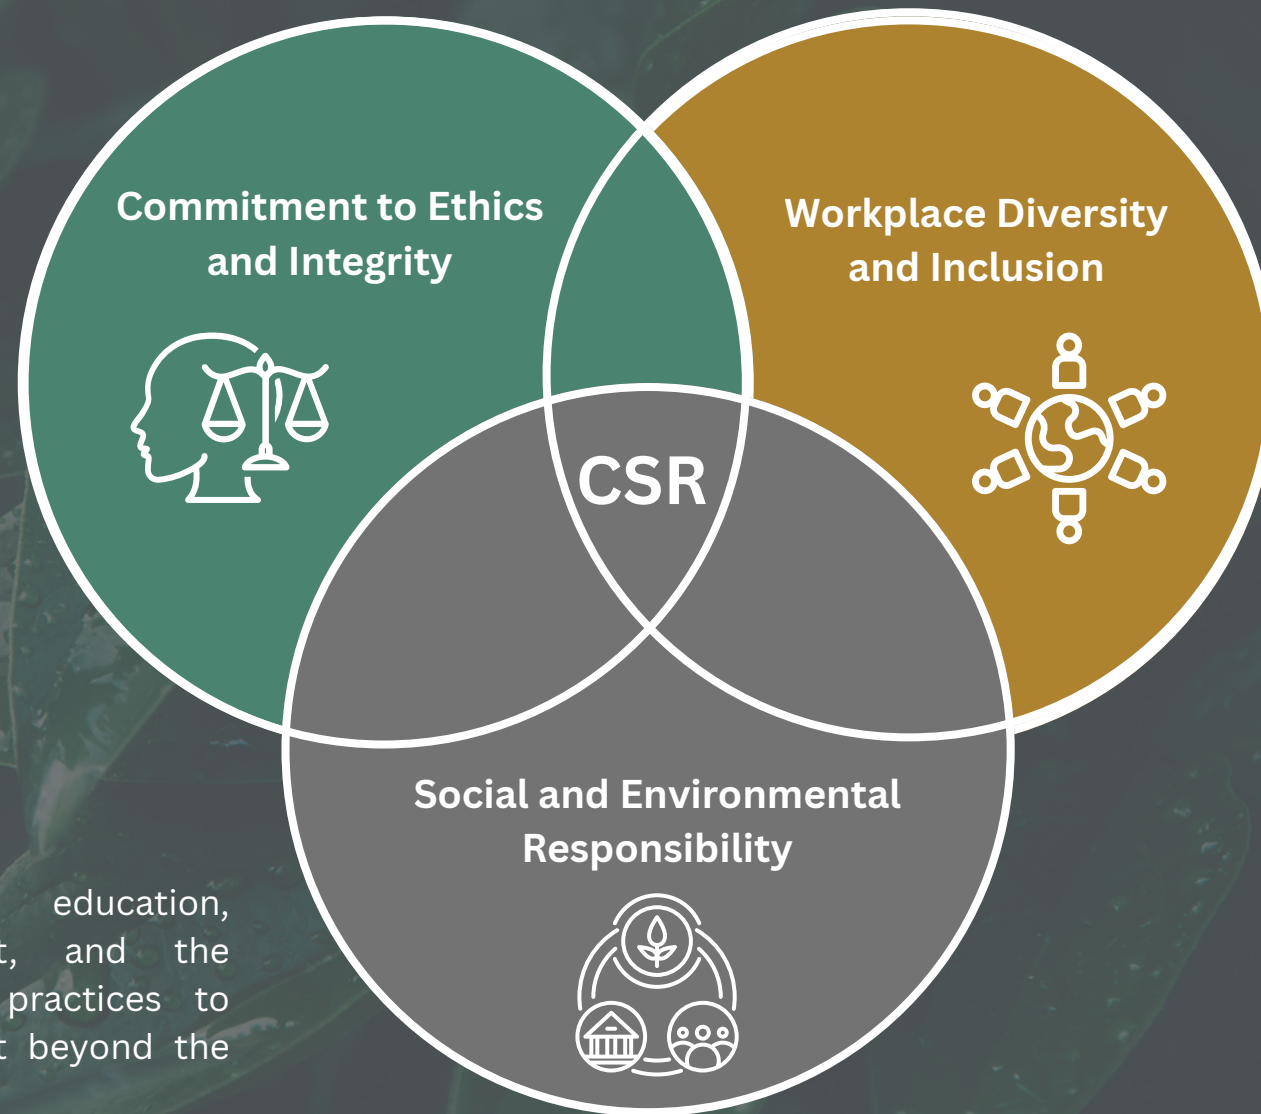 Commitment to Ethics
and Integrity
Workplace Diversity
and Inclusion
CSR
Social and Environmental
Responsibility
education,
and the
practices to
beyond the